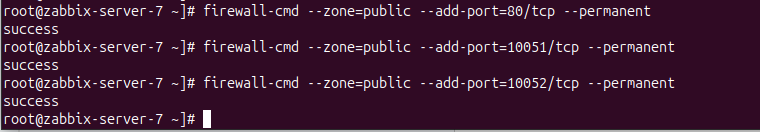 root@zabbix-server-7 ~]# firewall-cmd --zone=public --add-port=80/tcp --permanent
success
root@zabbix-server-7 ~]# firewall-cmd --zone=public --add-port=10051/tcp --permanent
success
root@zabbix-server-7 ~]# firewall-cmd --zone=public --add-port=10052/tcp --permanent
success
root@zabbix-server-7 ~]#